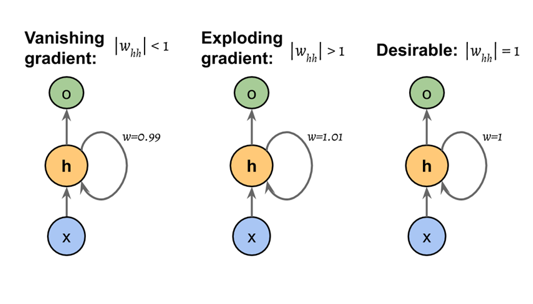 Vanishing gradient: |w_hh| < 1
o
h
w=0.99
x
Exploding gradient: |w_hh| > 1
o
h
w=1.01
x
Desirable: |w_hh| = 1
o
h
w=1
x